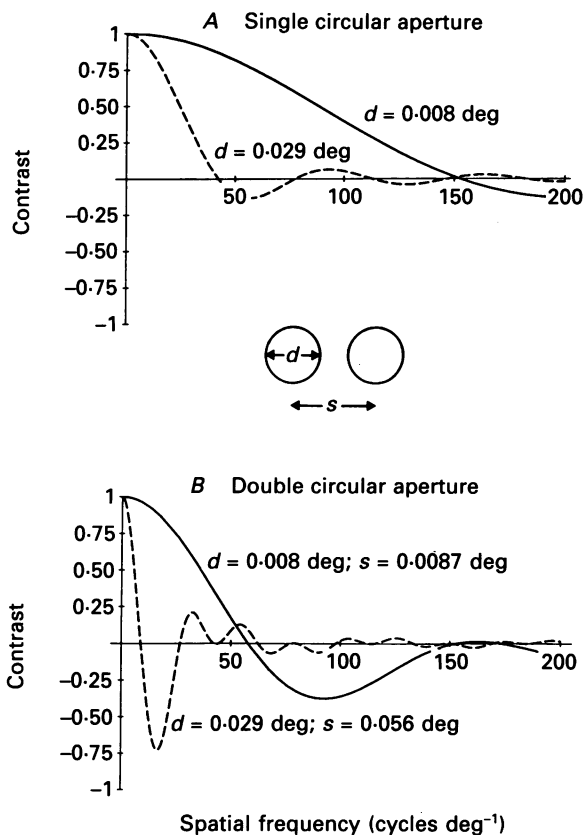 A Single circular aperture
1
0·75
0·50
0·25
-0·25
-0·50
-0·75
-1
Contrast
d = 0·008 deg
d = 0·029 deg
50
100
150
200
d
s
B Double circular aperture
1
0·75
0·50
0·25
-0·25
-0·50
-0·75
-1
Contrast
d = 0·008 deg; s = 0·0087 deg
50
100
150
200
d = 0·029 deg; s = 0·056 deg
Spatial frequency (cycles deg⁻¹)